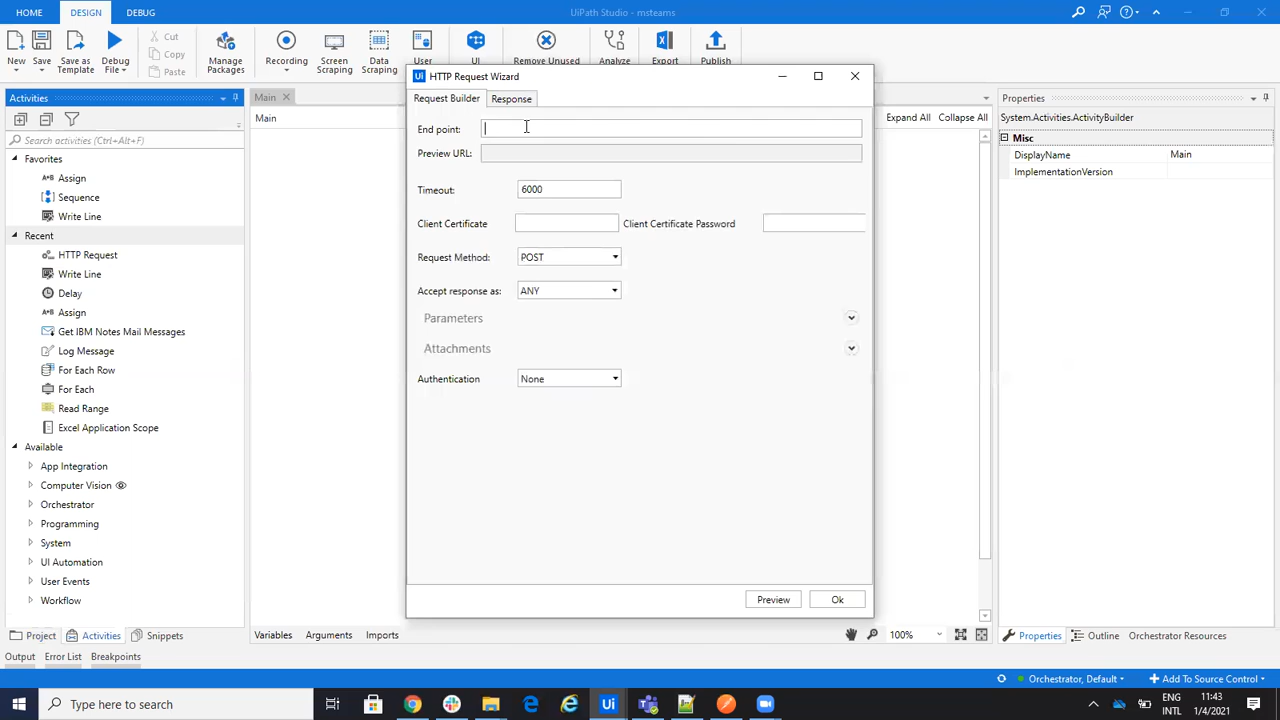 HOME
DESIGN
DEBUG
UiPath Studio - msteams
New
Save
Save as Template
Debug File
Cut
Copy
Paste
Manage Packages
Recording
Screen Scraping
Data Scraping
User
UI
Remove Unused
Analyze
Export
Publish
Activities
Search activities (Ctrl+Alt+F)
Favorites
Assign
Sequence
Write Line
Recent
HTTP Request
Write Line
Delay
Assign
Get IBM Notes Mail Messages
Log Message
For Each Row
For Each
Read Range
Excel Application Scope
Available
App Integration
Computer Vision
Orchestrator
Programming
System
UI Automation
User Events
Workflow
Project
Activities
Snippets
Main
Main
Expand All
Collapse All
HTTP Request Wizard
Request Builder
Response
End point:
Preview URL:
Timeout: 6000
Client Certificate
Client Certificate Password
Request Method: POST
Accept response as: ANY
Parameters
Attachments
Authentication
None
Preview
Ok
Variables
Arguments
Imports
100%
Properties
System.Activities.ActivityBuilder
Misc
DisplayName
Main
ImplementationVersion
Properties
Outline
Orchestrator Resources
Output
Error List
Breakpoints
Orchestrator, Default
Add To Source Control
Type here to search
ENG
INTL
11:43
1/4/2021